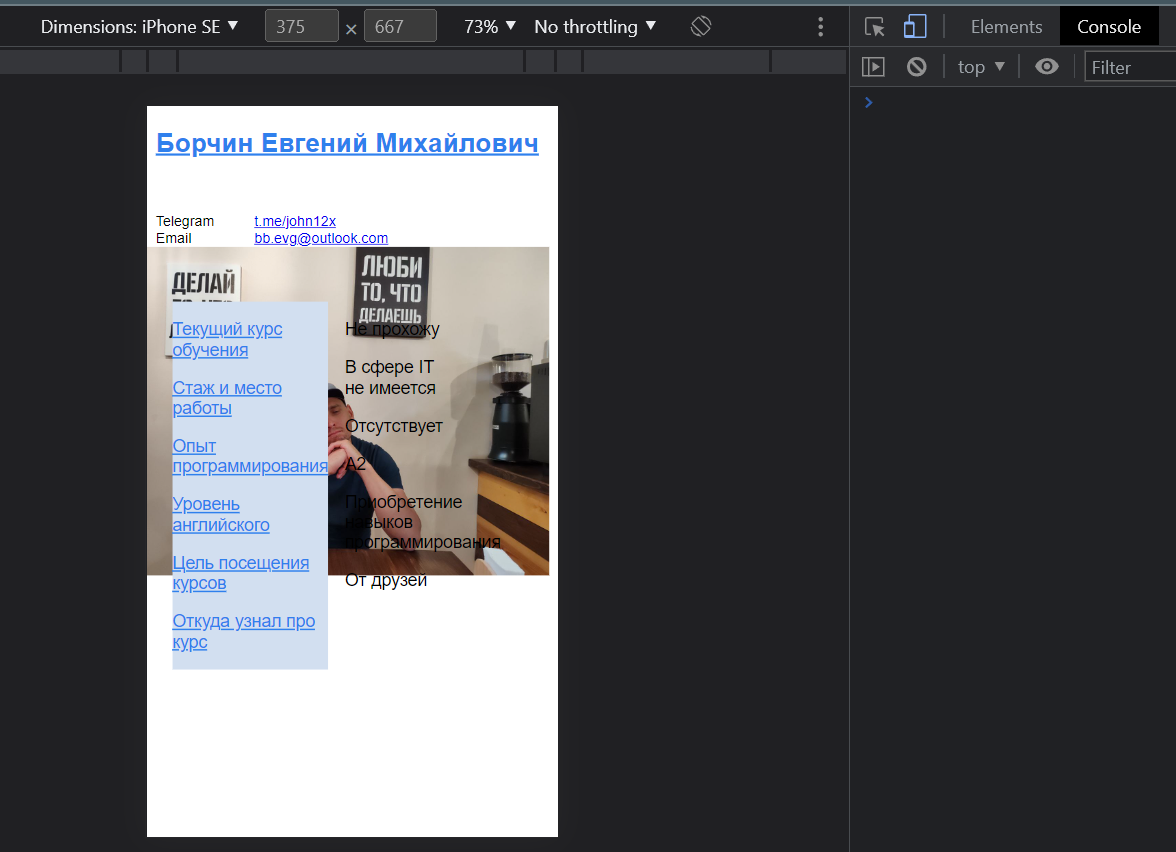 Dimensions: iPhone SE 375 × 667 73% No throttling
Elements Console
top Filter
Борчин Евгений Михайлович
Telegram t.me/john12x
Email bb.evg@outlook.com
ДЕЛАЙ
ЛЮБИ
ТО, ЧТО
ДЕЛАЕШЬ
Текущий курс
обучения
Стаж и место
работы
Опыт
программирования
Уровень
английского
Цель посещения
курсов
Откуда узнал про
курс
Не прохожу
В сфере IT
не имеется
Отсутствует
A2
Приобретение
навыков
программирования
От друзей